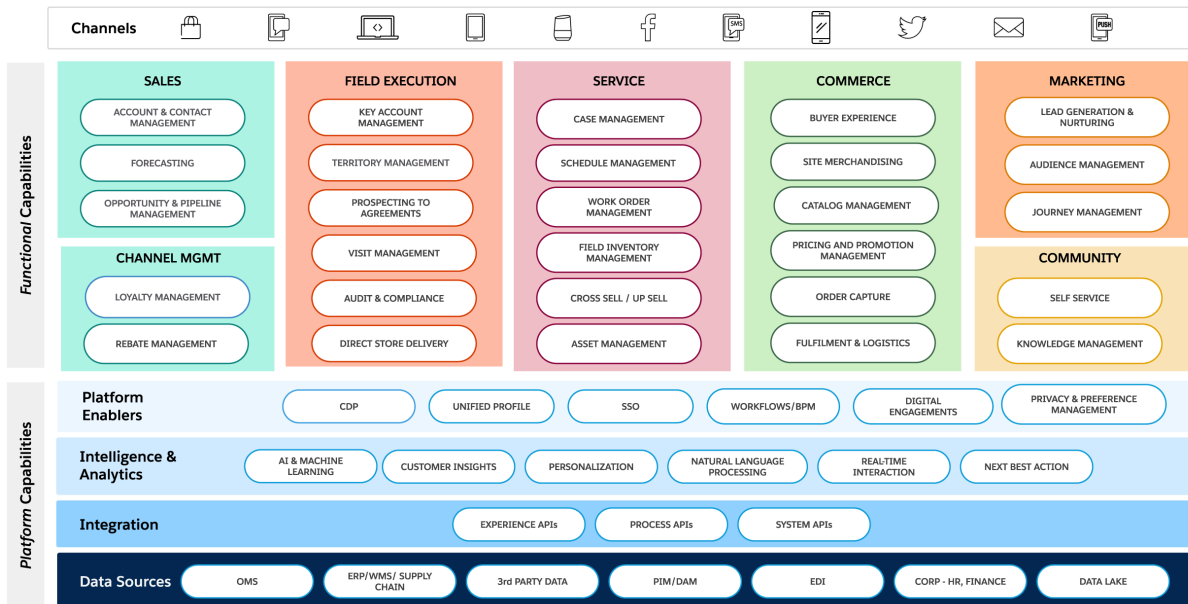 Channels
SMS
PUSH
Functional Capabilities
SALES
ACCOUNT & CONTACT
MANAGEMENT
FORECASTING
OPPORTUNITY & PIPELINE
MANAGEMENT
CHANNEL MGMT
LOYALTY MANAGEMENT
REBATE MANAGEMENT
FIELD EXECUTION
KEY ACCOUNT
MANAGEMENT
TERRITORY MANAGEMENT
PROSPECTING TO
AGREEMENTS
VISIT MANAGEMENT
AUDIT & COMPLIANCE
DIRECT STORE DELIVERY
SERVICE
CASE MANAGEMENT
SCHEDULE MANAGEMENT
WORK ORDER
MANAGEMENT
FIELD INVENTORY
MANAGEMENT
CROSS SELL / UP SELL
ASSET MANAGEMENT
COMMERCE
BUYER EXPERIENCE
SITE MERCHANDISING
CATALOG MANAGEMENT
PRICING AND PROMOTION
MANAGEMENT
ORDER CAPTURE
FULFILMENT & LOGISTICS
MARKETING
LEAD GENERATION &
NURTURING
AUDIENCE MANAGEMENT
JOURNEY MANAGEMENT
COMMUNITY
SELF SERVICE
KNOWLEDGE MANAGEMENT
Platform Capabilities
Platform
Enablers
CDP
UNIFIED PROFILE
SSO
WORKFLOWS/BPM
DIGITAL
ENGAGEMENTS
PRIVACY & PREFERENCE
MANAGEMENT
Intelligence &
Analytics
AI & MACHINE
LEARNING
CUSTOMER INSIGHTS
PERSONALIZATION
NATURAL LANGUAGE
PROCESSING
REAL-TIME
INTERACTION
NEXT BEST ACTION
Integration
EXPERIENCE APIs
PROCESS APIs
SYSTEM APIs
Data Sources
OMS
ERP/WMS/ SUPPLY
CHAIN
3rd PARTY DATA
PIM/DAM
EDI
CORP - HR, FINANCE
DATA LAKE